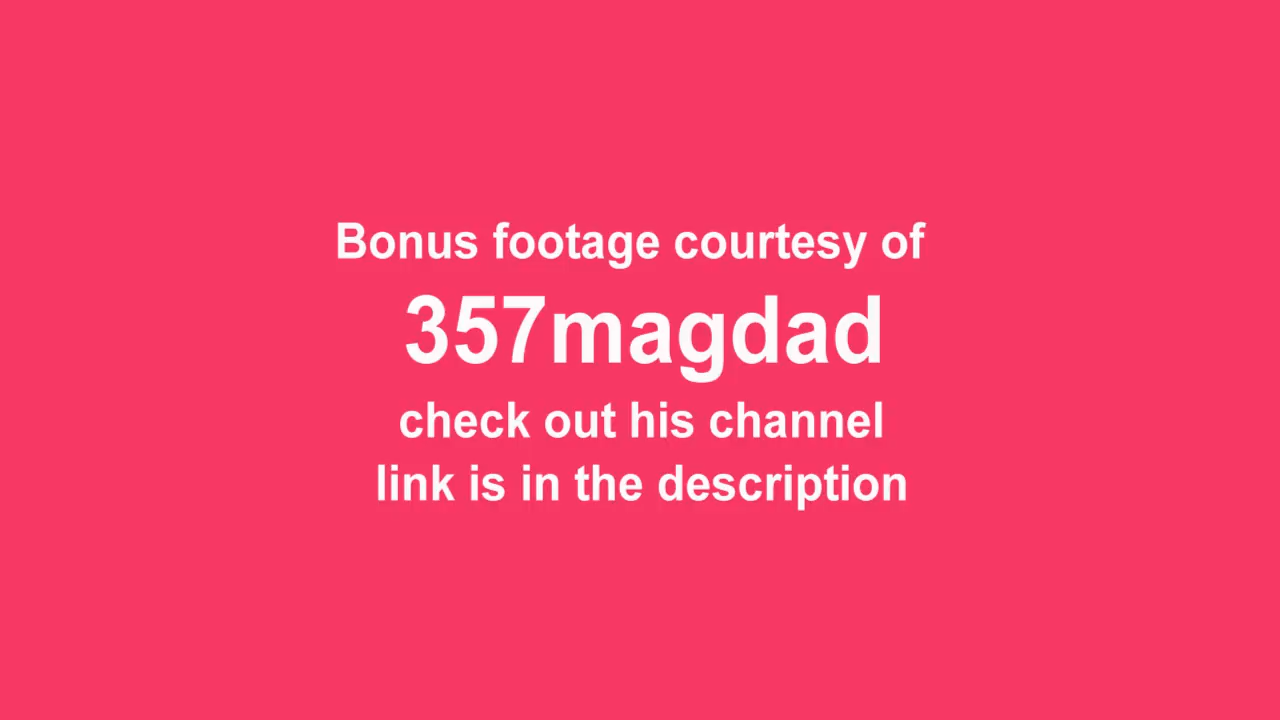 Bonus footage courtesy of
357magdad
check out his channel
link is in the description